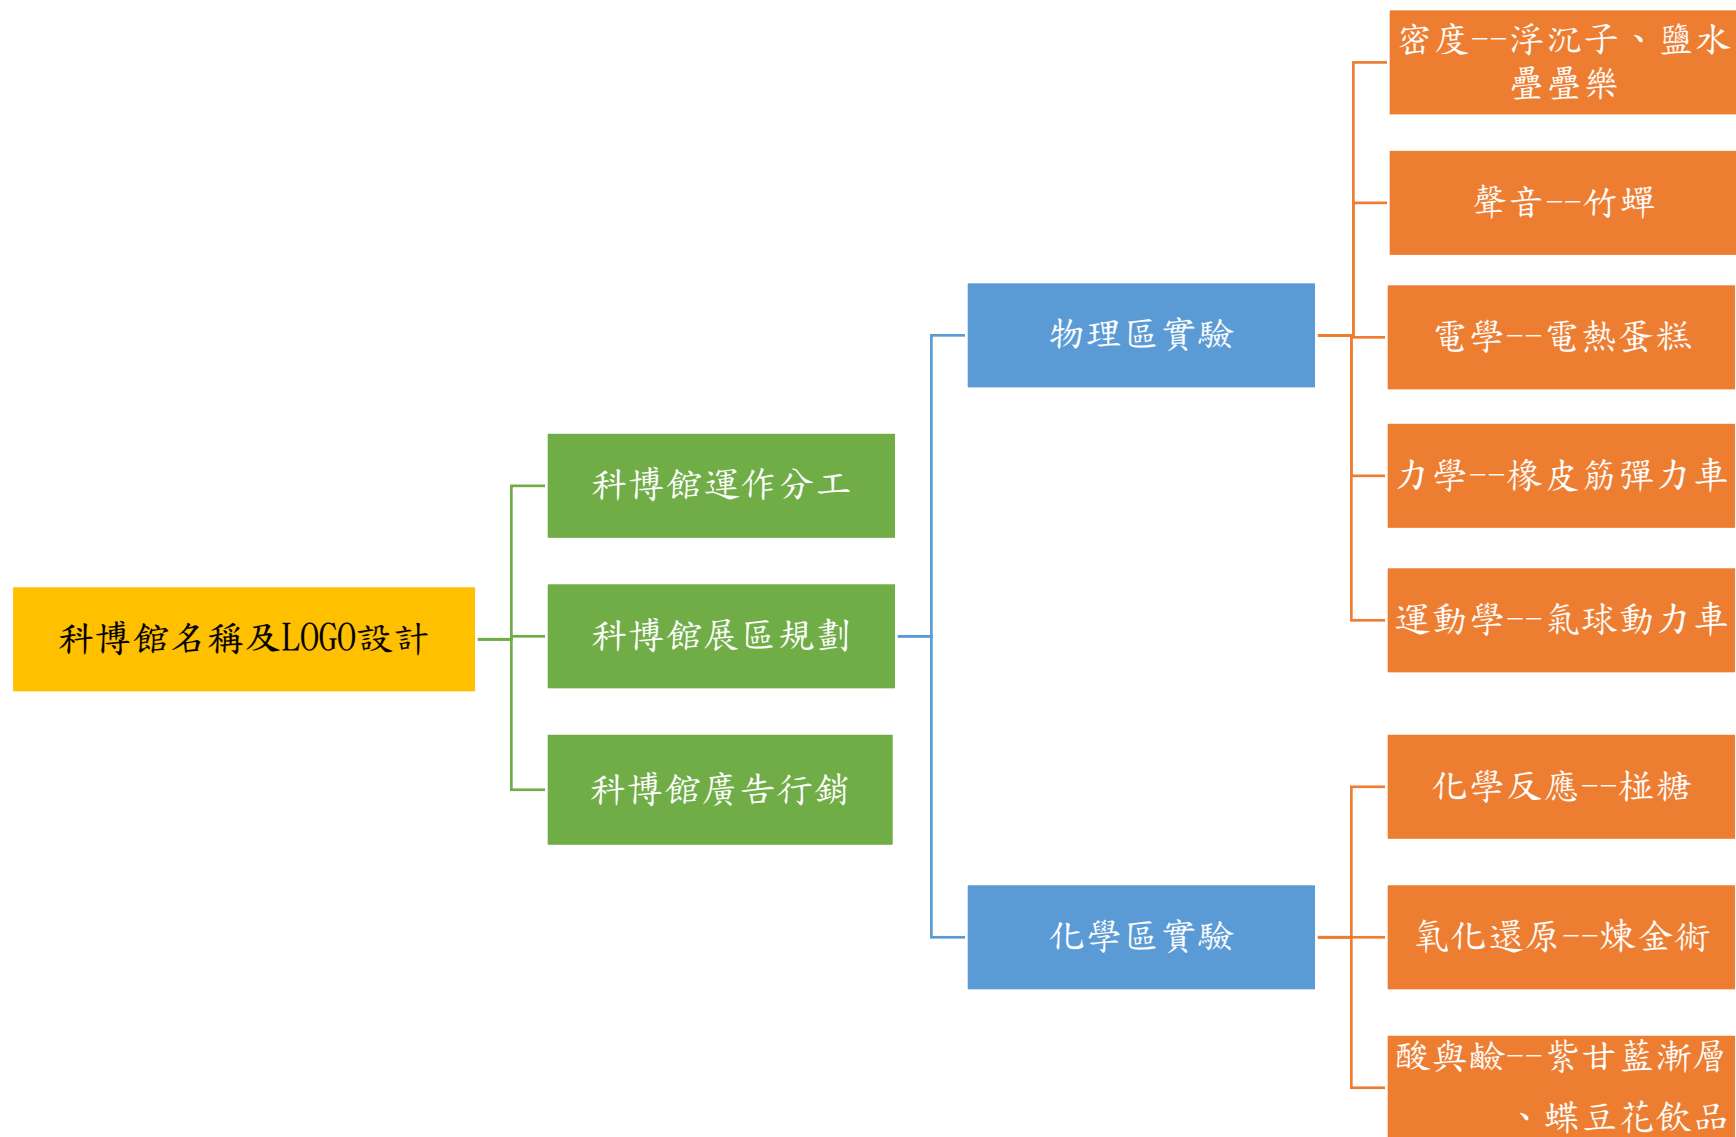 科博館名稱及LOGO設計
科博館運作分工
科博館展區規劃
科博館廣告行銷
物理區實驗
化學區實驗
密度--浮沉子、鹽水
疊疊樂
聲音--竹蟬
電學--電熱蛋糕
力學--橡皮筋彈力車
運動學--氣球動力車
化學反應--椪糖
氧化還原--煉金術
酸與鹼--紫甘藍漸層
、蝶豆花飲品